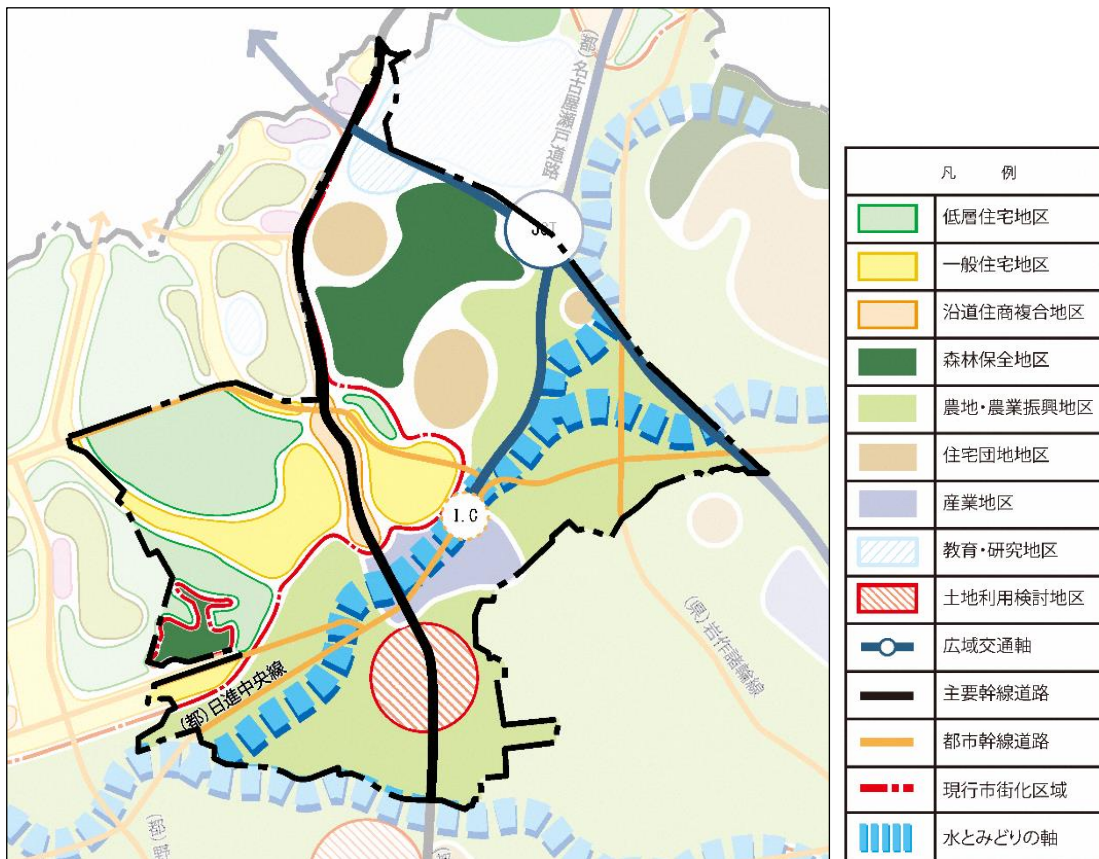 (都)名古屋瀬戸道路
JCT
I.C
(都)日進中央線
(県)岩作諸輪線
(都)
凡 例
低層住宅地区
一般住宅地区
沿道住商複合地区
森林保全地区
農地・農業振興地区
住宅団地地区
産業地区
教育・研究地区
土地利用検討地区
広域交通軸
主要幹線道路
都市幹線道路
現行市街化区域
水とみどりの軸